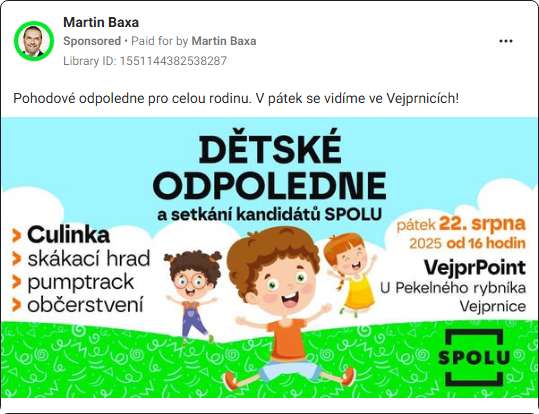 Martin Baxa
Sponsored • Paid for by Martin Baxa
Library ID: 1551144382538287
Pohodové odpoledne pro celou rodinu. V pátek se vidíme ve Vejprnicích!
DĚTSKÉ
ODPOLEDNE
a setkání kandidátů SPOLU
> Culinka
> skákací hrad
> pumptrack
> občerstvení
pátek 22. srpna
2025 od 16 hodin
VejprPoint
U Pekelného rybníka
Vejprnice
SPOLU